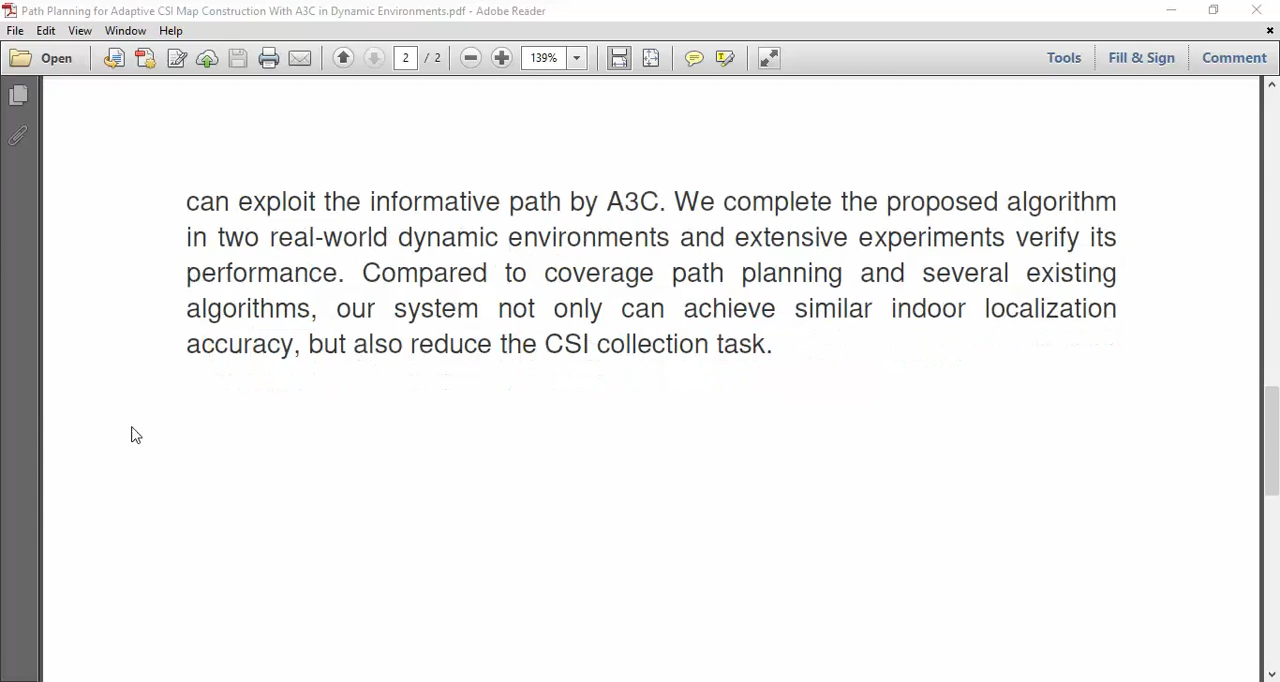 Path Planning for Adaptive CSI Map Construction With A3C in Dynamic Environments.pdf - Adobe Reader
File Edit View Window Help
Open 2 / 2 139% Tools Fill & Sign Comment
can exploit the informative path by A3C. We complete the proposed algorithm
in two real-world dynamic environments and extensive experiments verify its
performance. Compared to coverage path planning and several existing
algorithms, our system not only can achieve similar indoor localization
accuracy, but also reduce the CSI collection task.